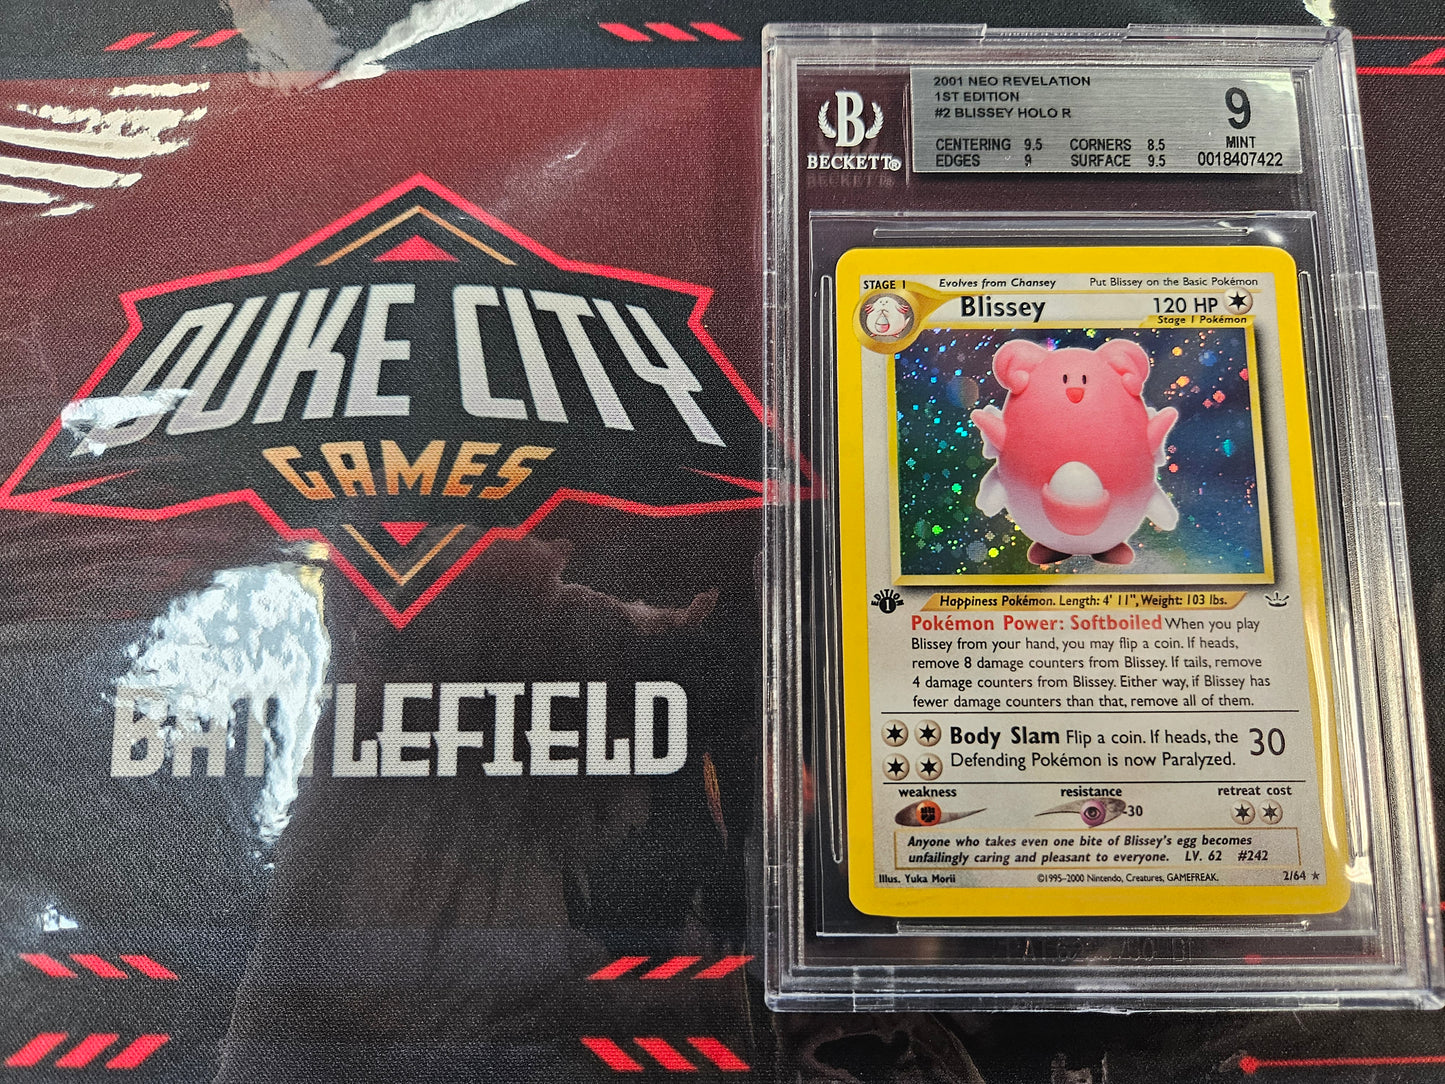 DUKE CITY
GAMES
BATTLEFIELD
B
BECKETT®
2001 NEO REVELATION
1ST EDITION
#2 BLISSEY HOLO R
CENTERING 9.5 CORNERS 8.5
EDGES 9 SURFACE 9.5
9
MINT
0018407422
STAGE 1 Evolves from Chansey Put Blissey on the Basic Pokémon
Blissey 120 HP
Stage 1 Pokémon
EDITION
1
Happiness Pokémon. Length: 4' 11", Weight: 103 lbs.
Pokémon Power: Softboiled When you play
Blissey from your hand, you may flip a coin. If heads,
remove 8 damage counters from Blissey. If tails, remove
4 damage counters from Blissey. Either way, if Blissey has
fewer damage counters than that, remove all of them.
Body Slam Flip a coin. If heads, the 30
Defending Pokémon is now Paralyzed.
weakness resistance retreat cost
-30
Anyone who takes even one bite of Blissey's egg becomes
unfailingly caring and pleasant to everyone. LV. 62 #242
Illus. Yuka Morii ©1995-2000 Nintendo, Creatures, GAMEFREAK. 2/64 ★